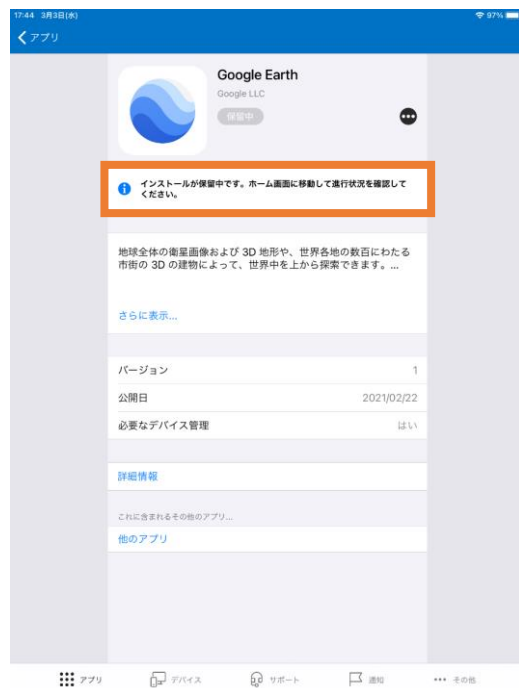 17:44 3月3日(水)
97%
アプリ
Google Earth
Google LLC
保留中
インストールが保留中です。ホーム画面に移動して進行状況を確認して
ください。
地球全体の衛星画像および 3D 地形や、世界各地の数百にわたる
市街の 3D の建物によって、世界中を上から探索できます。...
さらに表示...
バージョン 1
公開日 2021/02/22
必要なデバイス管理 はい
詳細情報
これに含まれるその他のアプリ...
他のアプリ
アプリ デバイス サポート 通知 その他